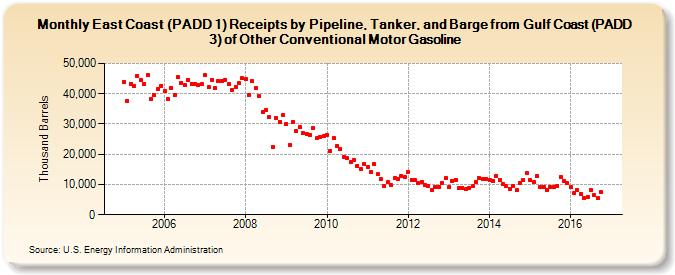 Monthly East Coast (PADD 1) Receipts by Pipeline, Tanker, and Barge from Gulf Coast (PADD
3) of Other Conventional Motor Gasoline
Thousand Barrels
50,000
40,000
30,000
20,000
10,000
0
2006 2008 2010 2012 2014 2016
Source: U.S. Energy Information Administration